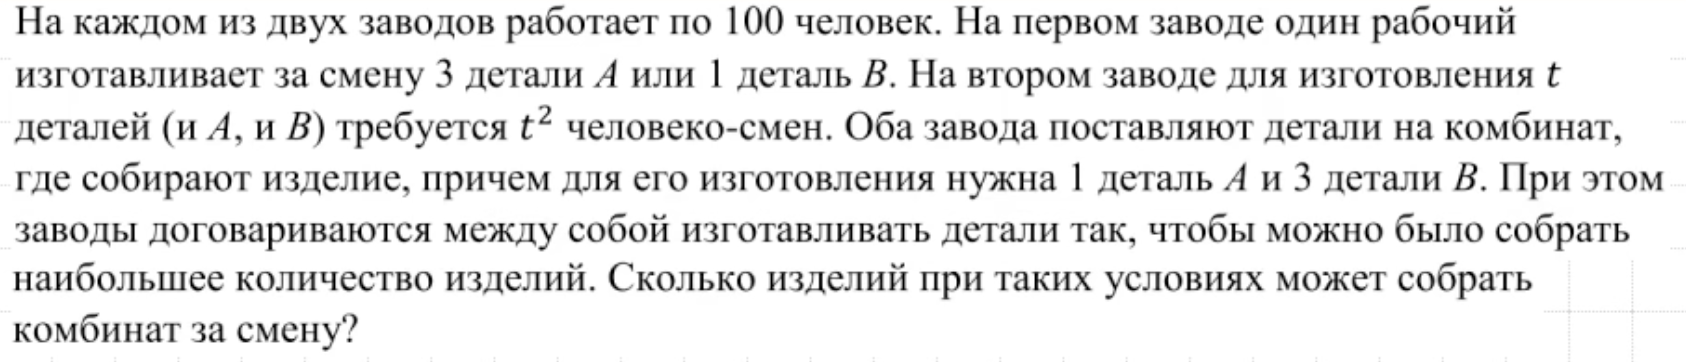 На каждом из двух заводов работает по 100 человек. На первом заводе один рабочий
изготавливает за смену 3 детали A или 1 деталь B. На втором заводе для изготовления t
деталей (и A, и B) требуется t² человеко-смен. Оба завода поставляют детали на комбинат,
где собирают изделие, причем для его изготовления нужна 1 деталь A и 3 детали B. При этом
заводы договариваются между собой изготавливать детали так, чтобы можно было собрать
наибольшее количество изделий. Сколько изделий при таких условиях может собрать
комбинат за смену?